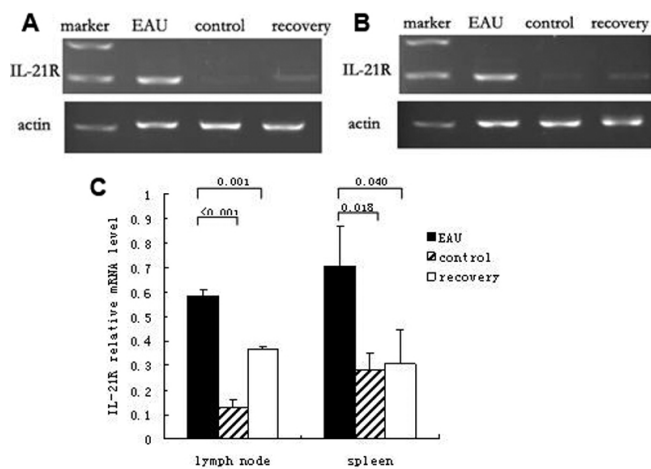 A
marker EAU control recovery
IL-21R
actin
B
marker EAU control recovery
IL-21R
actin
C
IL-21R relative mRNA level
1
0.9
0.8
0.7
0.6
0.5
0.4
0.3
0.2
0.1
0
0.001
<0.001
0.040
0.018
EAU
control
recovery
lymph node
spleen